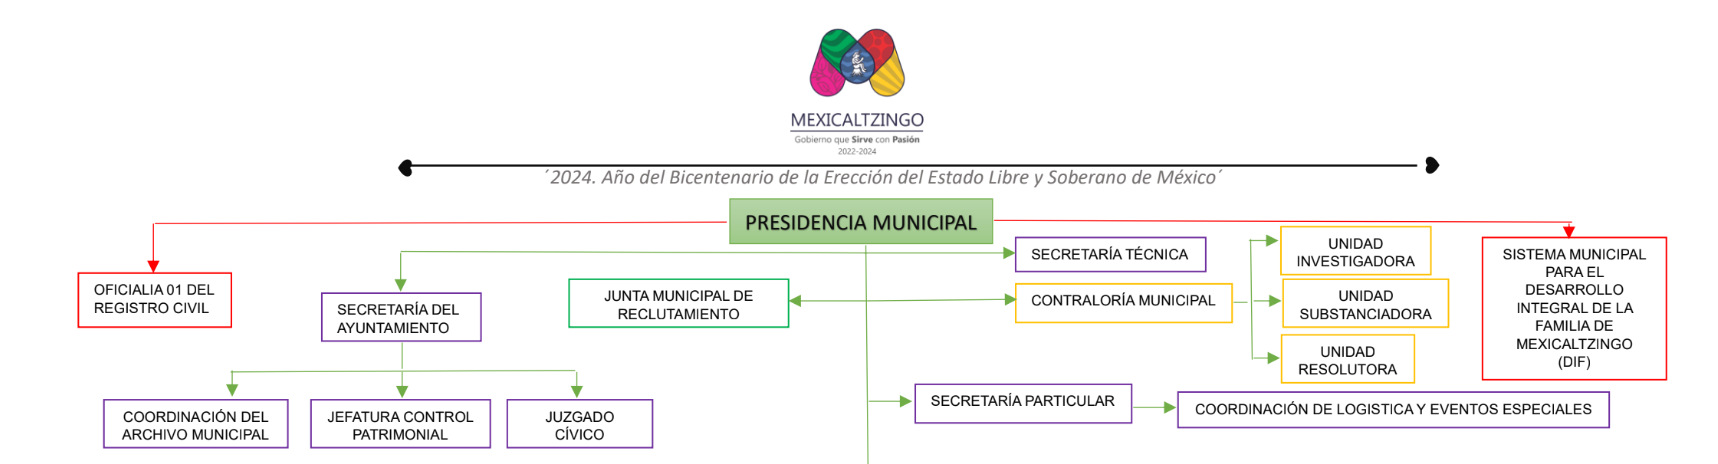 MEXICALTZINGO
Gobierno que Sirve con Pasión
2022-2024
´2024. Año del Bicentenario de la Erección del Estado Libre y Soberano de México´
PRESIDENCIA MUNICIPAL
OFICIALIA 01 DEL
REGISTRO CIVIL
SECRETARÍA DEL
AYUNTAMIENTO
JUNTA MUNICIPAL DE
RECLUTAMIENTO
SECRETARÍA TÉCNICA
CONTRALORÍA MUNICIPAL
UNIDAD
INVESTIGADORA
UNIDAD
SUBSTANCIADORA
UNIDAD
RESOLUTORA
SISTEMA MUNICIPAL
PARA EL
DESARROLLO
INTEGRAL DE LA
FAMILIA DE
MEXICALTZINGO
(DIF)
COORDINACIÓN DEL
ARCHIVO MUNICIPAL
JEFATURA CONTROL
PATRIMONIAL
JUZGADO
CÍVICO
SECRETARÍA PARTICULAR
COORDINACIÓN DE LOGISTICA Y EVENTOS ESPECIALES